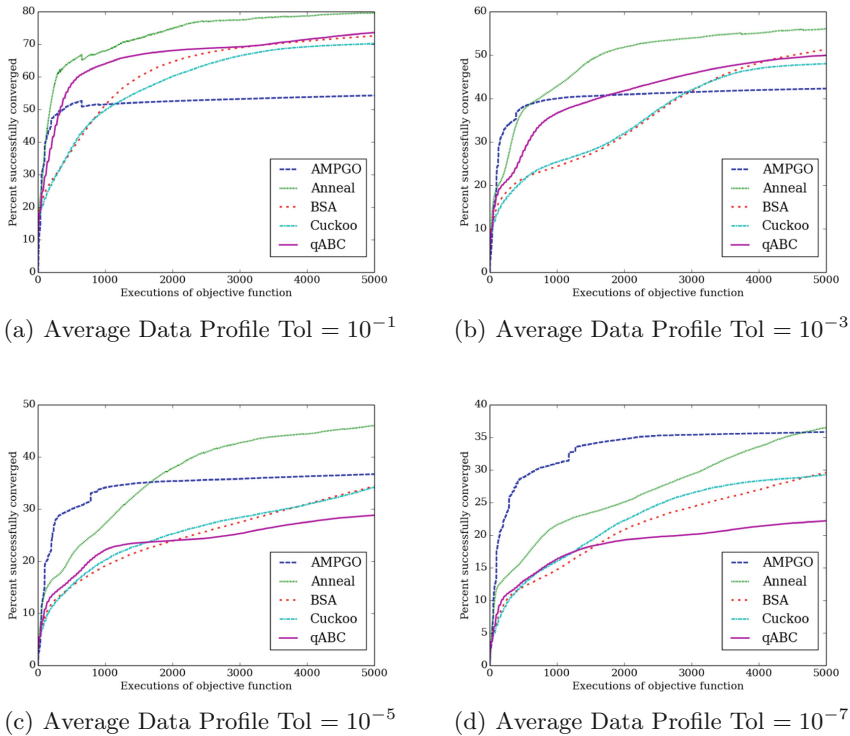 80
70
60
50
40
30
20
10
0
Percent successfully converged
AMPGO
Anneal
BSA
Cuckoo
qABC
0 1000 2000 3000 4000 5000
Executions of objective function
(a) Average Data Profile Tol = 10⁻¹
60
50
40
30
20
10
0
Percent successfully converged
AMPGO
Anneal
BSA
Cuckoo
qABC
0 1000 2000 3000 4000 5000
Executions of objective function
(b) Average Data Profile Tol = 10⁻³
50
40
30
20
10
0
Percent successfully converged
AMPGO
Anneal
BSA
Cuckoo
qABC
0 1000 2000 3000 4000 5000
Executions of objective function
(c) Average Data Profile Tol = 10⁻⁵
40
35
30
25
20
15
10
5
0
Percent successfully converged
AMPGO
Anneal
BSA
Cuckoo
qABC
0 1000 2000 3000 4000 5000
Executions of objective function
(d) Average Data Profile Tol = 10⁻⁷